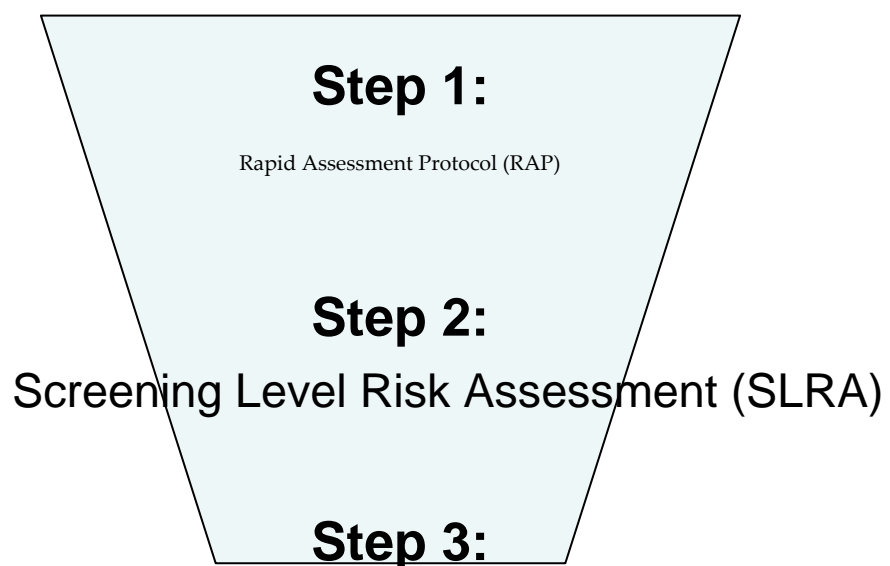 Step 1:
Rapid Assessment Protocol (RAP)
Step 2:
Screening Level Risk Assessment (SLRA)
Step 3: